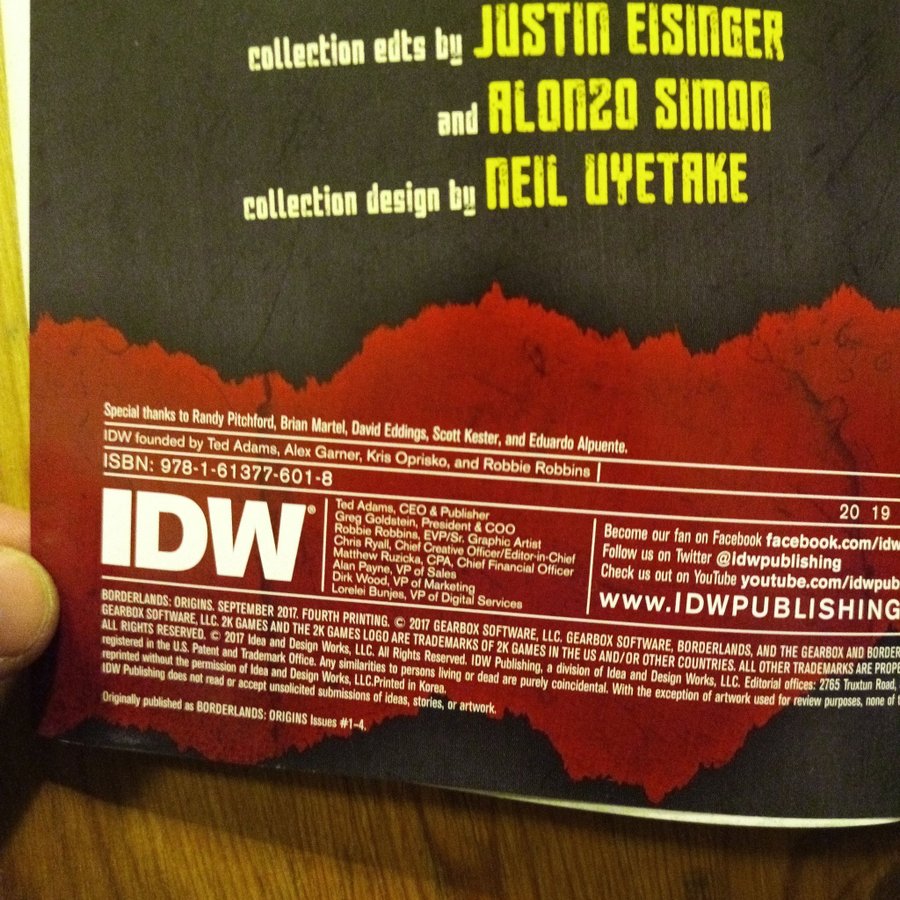 collection edts by JUSTIN EISINGER
and ALONZO SIMON
collection design by NEIL UYETAKE
Special thanks to Randy Pitchford, Brian Martel, David Eddings, Scott Kester, and Eduardo Alpuente.
IDW founded by Ted Adams, Alex Garner, Kris Oprisko, and Robbie Robbins
ISBN: 978-1-61377-601-8
20 19
IDW®
Ted Adams, CEO & Publisher
Greg Goldstein, President & COO
Robbie Robbins, EVP/Sr. Graphic Artist
Chris Ryall, Chief Creative Officer/Editor-in-Chief
Matthew Ruzicka, CPA, Chief Financial Officer
Alan Payne, VP of Sales
Dirk Wood, VP of Marketing
Lorelei Bunjes, VP of Digital Services
Become our fan on Facebook facebook.com/idw
Follow us on Twitter @idwpublishing
Check us out on YouTube youtube.com/idwpub
www.IDWPUBLISHING
BORDERLANDS: ORIGINS. SEPTEMBER 2017. FOURTH PRINTING. © 2017 GEARBOX SOFTWARE, LLC. GEARBOX SOFTWARE, BORDERLANDS, AND THE GEARBOX AND BORDER
GEARBOX SOFTWARE, LLC. 2K GAMES AND THE 2K GAMES LOGO ARE TRADEMARKS OF 2K GAMES IN THE US AND/OR OTHER COUNTRIES. ALL OTHER TRADEMARKS ARE PROPE
ALL RIGHTS RESERVED. © 2017 Idea and Design Works, LLC. All Rights Reserved. IDW Publishing, a division of Idea and Design Works, LLC. Editorial offices: 2765 Truxtun Road,
registered in the U.S. Patent and Trademark Office. Any similarities to persons living or dead are purely coincidental. With the exception of artwork used for review purposes, none of t
reprinted without the permission of Idea and Design Works, LLC.Printed in Korea.
IDW Publishing does not read or accept unsolicited submissions of ideas, stories, or artwork.
Originally published as BORDERLANDS: ORIGINS Issues #1–4.